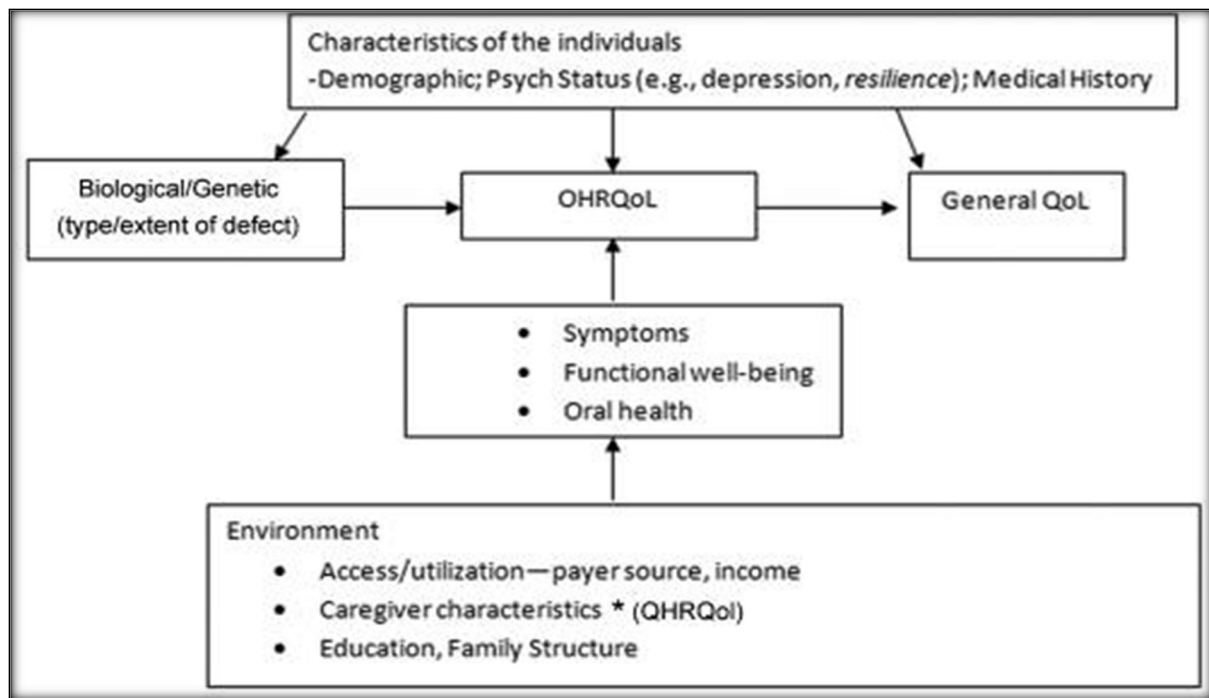 Characteristics of the individuals
-Demographic; Psych Status (e.g., depression, resilience); Medical History
Biological/Genetic
(type/extent of defect)
OHRQoL
General QoL
• Symptoms
• Functional well-being
• Oral health
Environment
• Access/utilization—payer source, income
• Caregiver characteristics * (QHRQol)
• Education, Family Structure